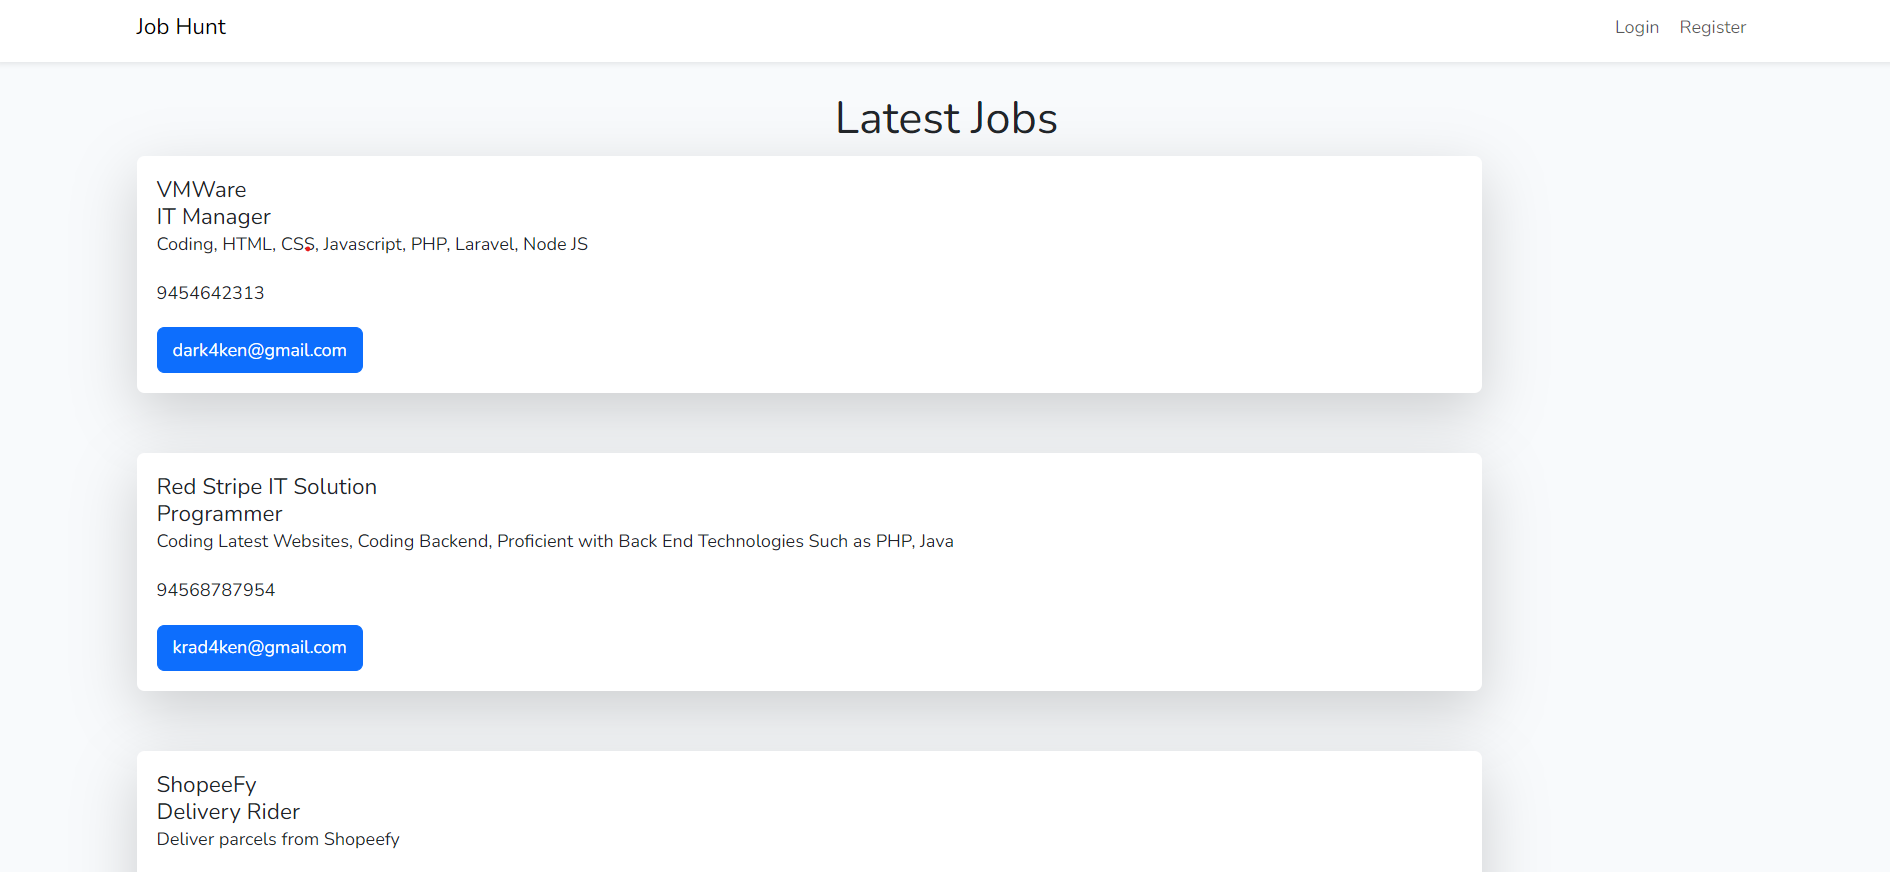 Job Hunt
Login Register
Latest Jobs
VMWare
IT Manager
Coding, HTML, CSS, Javascript, PHP, Laravel, Node JS
9454642313
dark4ken@gmail.com
Red Stripe IT Solution
Programmer
Coding Latest Websites, Coding Backend, Proficient with Back End Technologies Such as PHP, Java
94568787954
krad4ken@gmail.com
ShopeeFy
Delivery Rider
Deliver parcels from Shopeefy